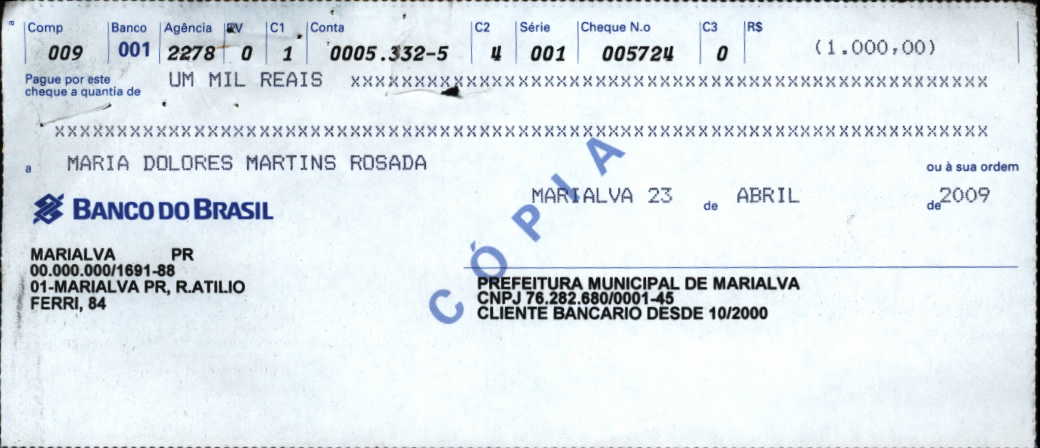 Comp Banco Agência DV C1 Conta C2 Série Cheque N.o C3 R$
009 001 2278 0 1 0005.332-5 4 001 005724 0 (1.000,00)
Pague por este cheque a quantia de UM MIL REAIS xxxxxxxxxxxxxxxxxxxxxxxxxxxxxxxxxxxxxxxxxxxxxxxxxxxx
xxxxxxxxxxxxxxxxxxxxxxxxxxxxxxxxxxxxxxxxxxxxxxxxxxxxxxxxxxxxxxxxxxxxxxxxxxxx
a MARIA DOLORES MARTINS ROSADA ou à sua ordem
MARIALVA 23 de ABRIL de 2009
BANCO DO BRASIL
CÓPIA
MARIALVA PR
00.000.000/1691-88
01-MARIALVA PR, R.ATILIO
FERRI, 84
PREFEITURA MUNICIPAL DE MARIALVA
CNPJ 76.282.680/0001-45
CLIENTE BANCARIO DESDE 10/2000